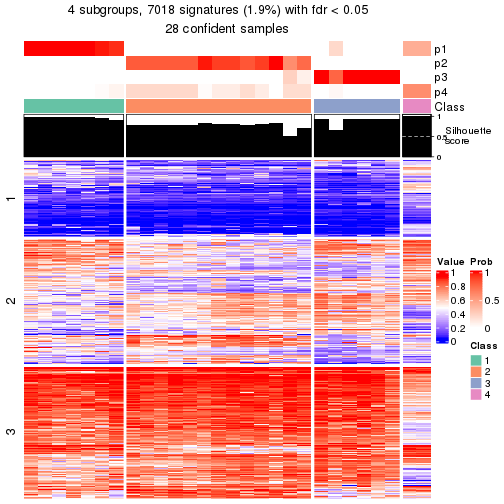 4 subgroups, 7018 signatures (1.9%) with fdr < 0.05
28 confident samples
p1
p2
p3
p4
Class
1
0.5
0
Silhouette
score
1
2
3
Value
1
0.8
0.6
0.4
0.2
0
Prob
1
0.5
0
Class
1
2
3
4